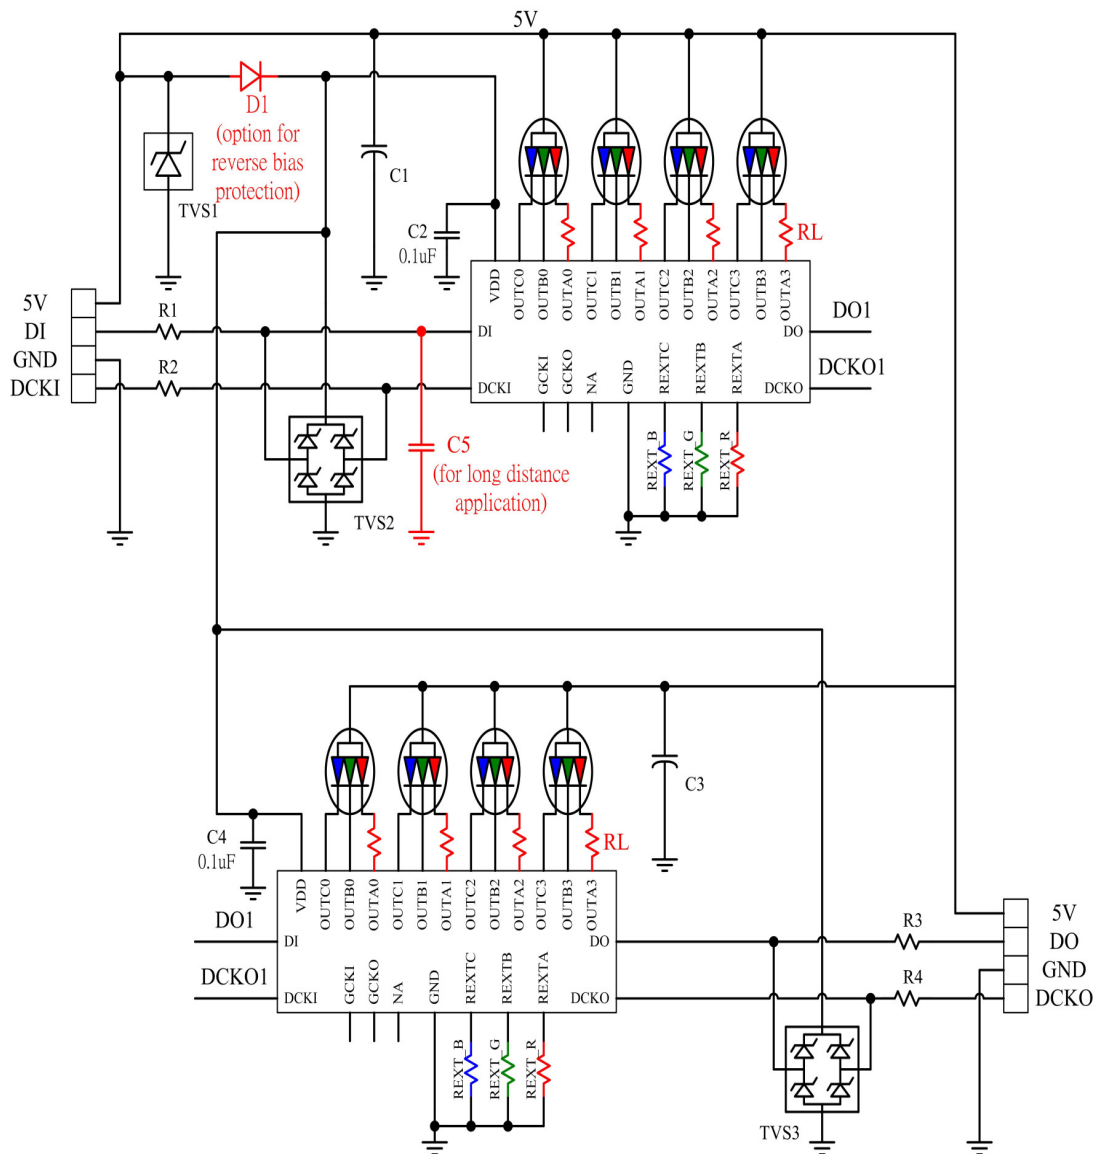 5V
D1
(option for
reverse bias
protection)
TVS1
C1
C2
0.1uF
RL
VDD
OUTC0
OUTB0
OUTA0
OUTC1
OUTB1
OUTA1
OUTC2
OUTB2
OUTA2
OUTC3
OUTB3
OUTA3
5V
DI
GND
DCKI
R1
R2
DI
DCKI
DO
DCKO
DO1
DCKO1
GCKI
GCKO
NA
GND
REXTC
REXTB
REXTA
REXT_B
REXT_G
REXT_R
C5
(for long distance
application)
TVS2
C3
C4
0.1uF
RL
VDD
OUTC0
OUTB0
OUTA0
OUTC1
OUTB1
OUTA1
OUTC2
OUTB2
OUTA2
OUTC3
OUTB3
OUTA3
DO1
DCKO1
DI
DCKI
DO
DCKO
GCKI
GCKO
NA
GND
REXTC
REXTB
REXTA
REXT_B
REXT_G
REXT_R
R3
R4
5V
DO
GND
DCKO
TVS3